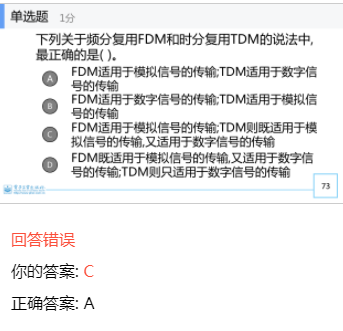 单选题 1分
下列关于频分复用FDM和时分复用TDM的说法中,
最正确的是( )。
A FDM适用于模拟信号的传输;TDM适用于数字信
号的传输
B FDM适用于数字信号的传输;TDM适用于模拟信
号的传输
C FDM适用于模拟信号的传输;TDM则既适用于模
拟信号的传输,又适用于数字信号的传输
D FDM既适用于模拟信号的传输,又适用于数字信
号的传输;TDM则只适用于数字信号的传输
73
回答错误
你的答案: C
正确答案: A